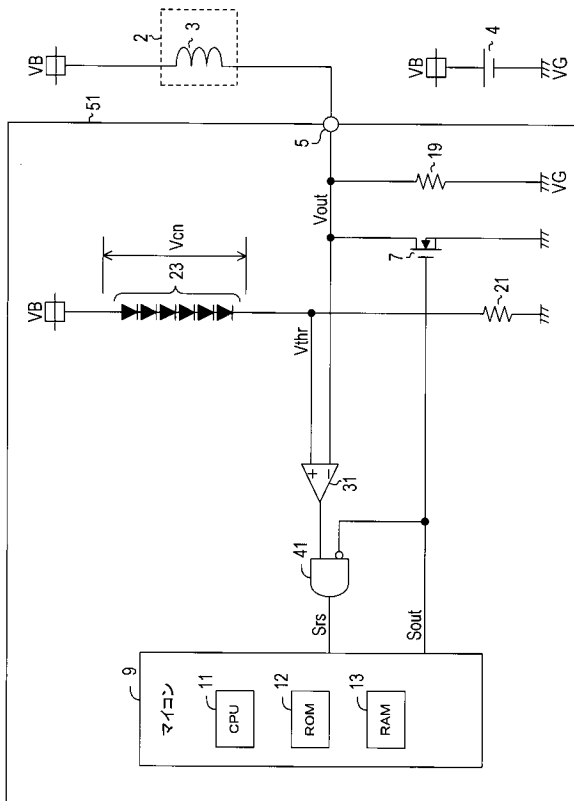 51
VB
2
3
5
VB
4
VG
Vcn
23
VB
Vout
19
VG
7
Vthr
21
+
−
31
41
Srs
Sout
9
マイコン
11
CPU
12
ROM
13
RAM